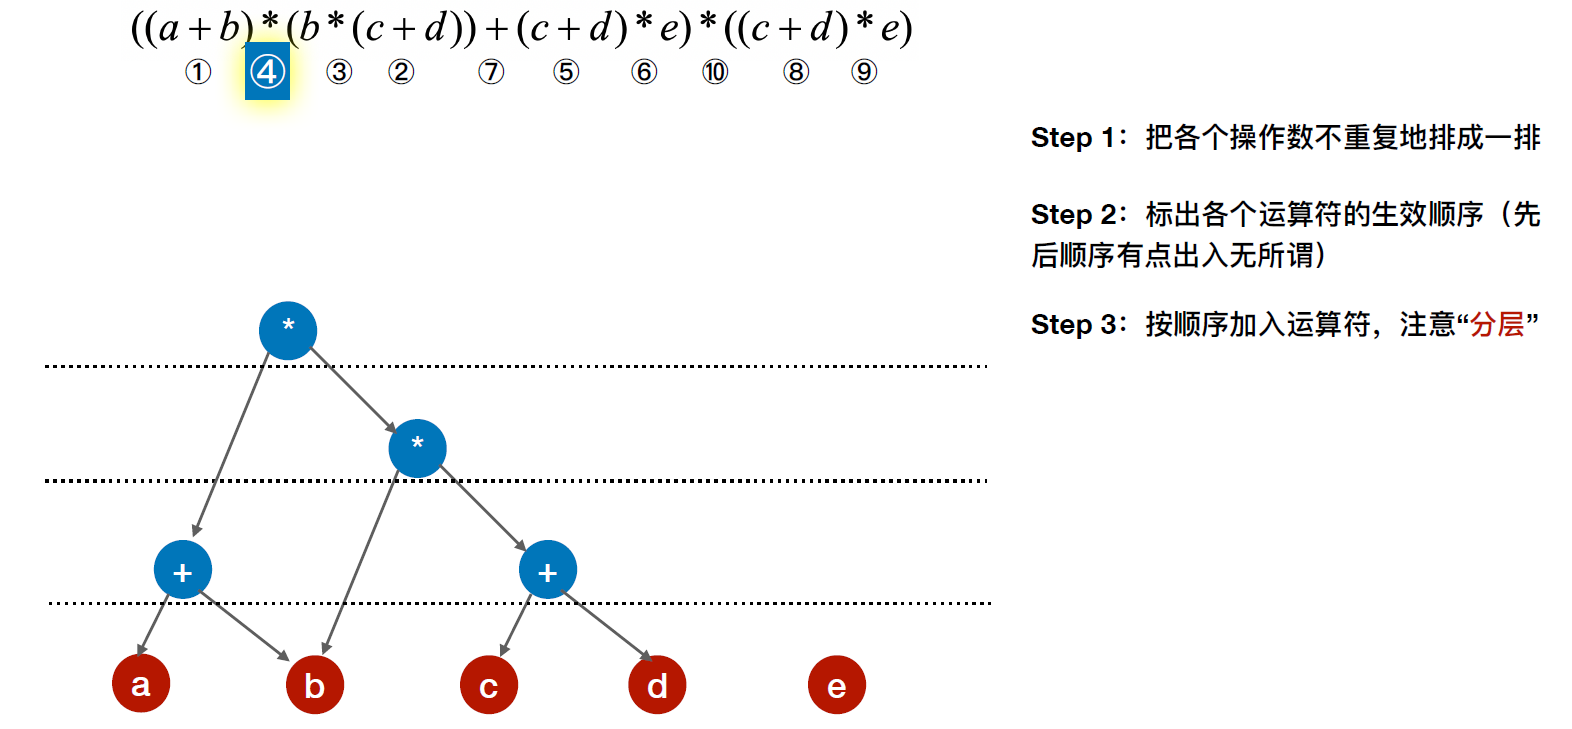 ((a + b) * (b * (c + d)) + (c + d) * e) * ((c + d) * e)
① ④ ③ ② ⑦ ⑤ ⑥ ⑩ ⑧ ⑨
Step 1：把各个操作数不重复地排成一排
Step 2：标出各个运算符的生效顺序（先
后顺序有点出入无所谓）
Step 3：按顺序加入运算符，注意“分层”
*
*
+ +
a b c d e